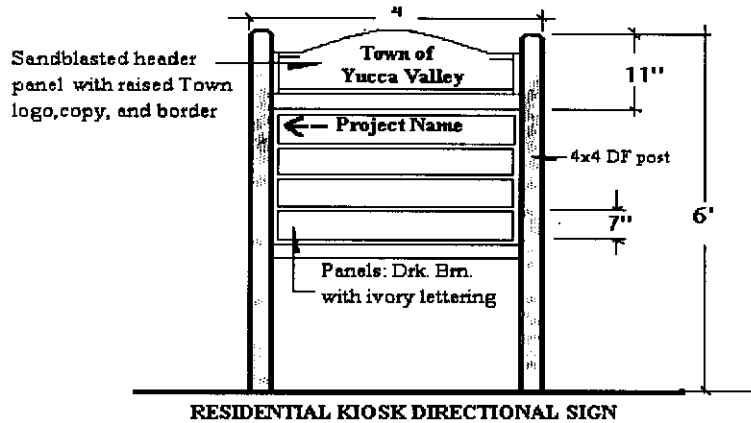 4'
Sandblasted header
panel with raised Town
logo,copy, and border
Town of
Yucca Valley
11"
Project Name
4x4 DF post
6'
7"
Panels: Drk. Brn.
with ivory lettering
RESIDENTIAL KIOSK DIRECTIONAL SIGN